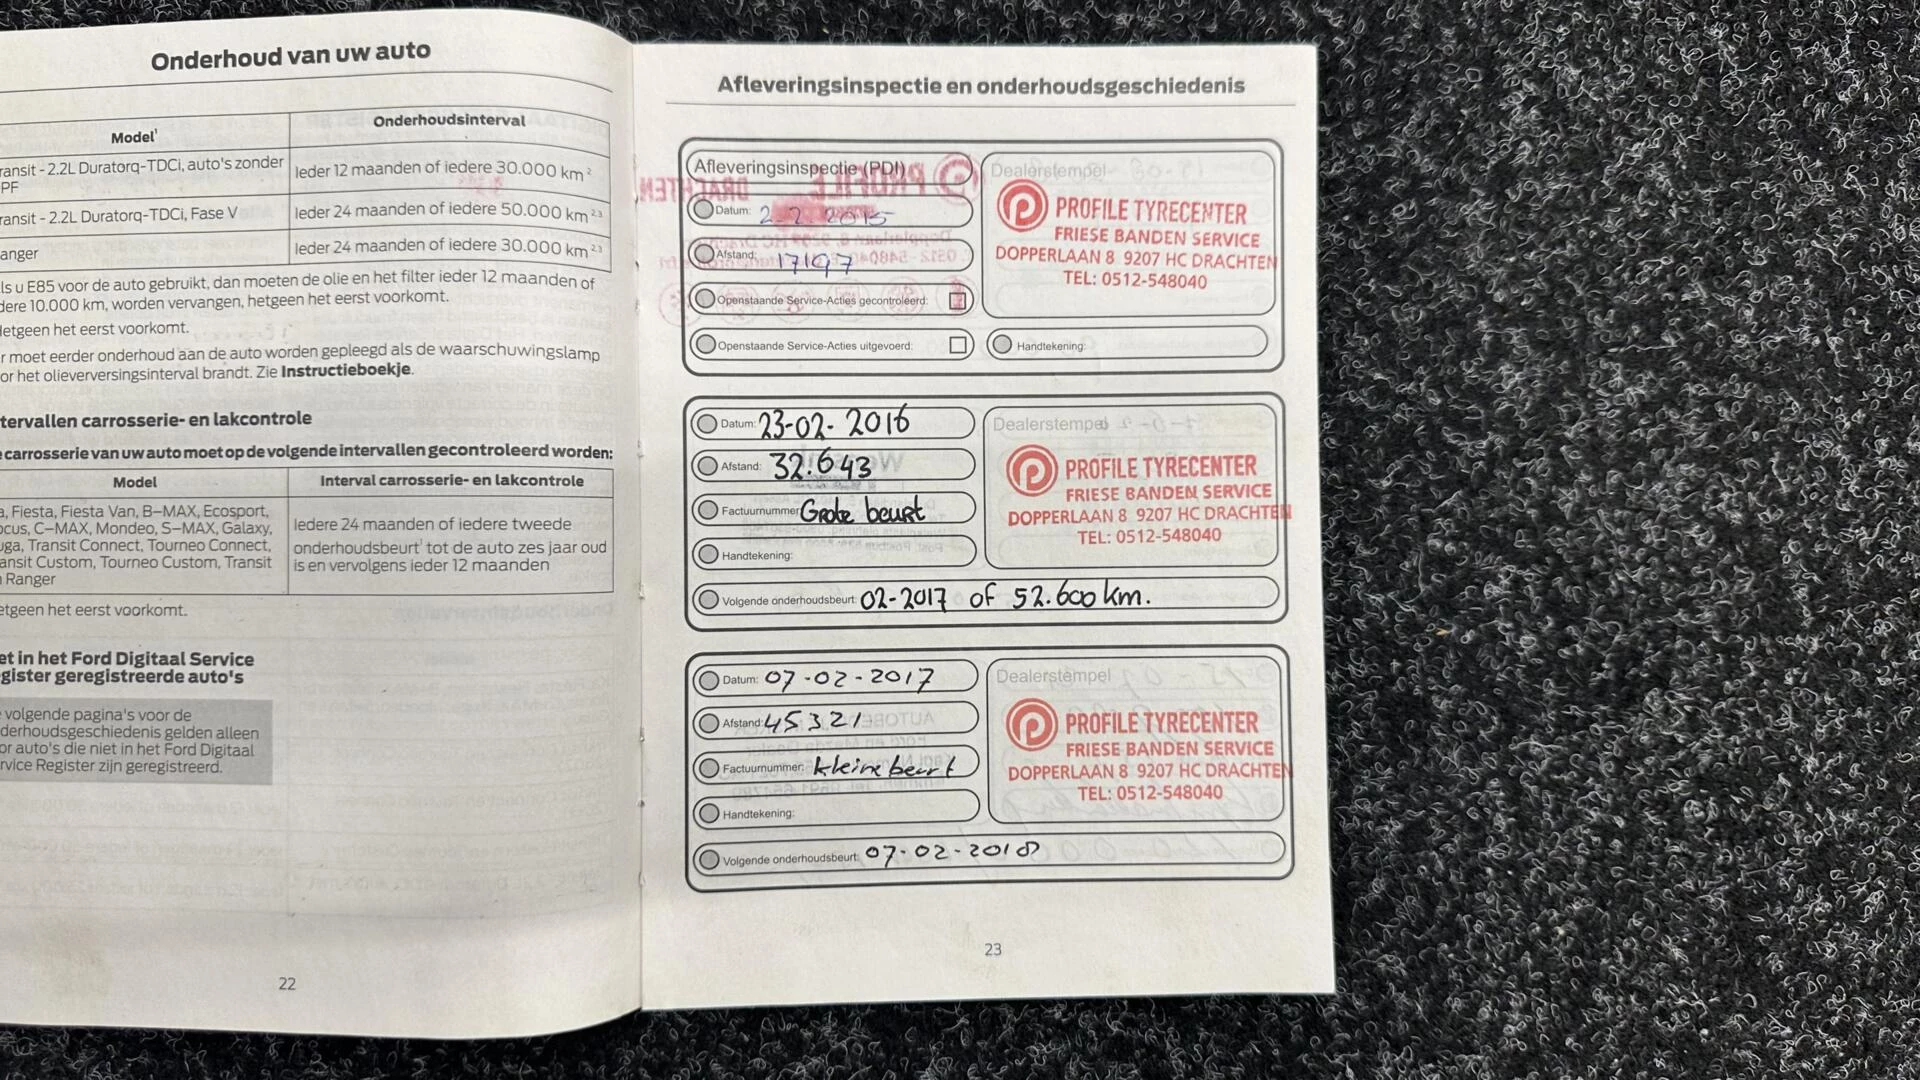 Onderhoud van uw auto
Model¹
Onderhoudsinterval
ransit - 2.2L Duratorq-TDCi, auto's zonder
PF
Ieder 12 maanden of iedere 30.000 km ²
ransit - 2.2L Duratorq-TDCi, Fase V
Ieder 24 maanden of iedere 50.000 km ²·³
anger
Ieder 24 maanden of iedere 30.000 km ²·³
ls u E85 voor de auto gebruikt, dan moeten de olie en het filter ieder 12 maanden of
dere 10.000 km, worden vervangen, hetgeen het eerst voorkomt.
etgeen het eerst voorkomt.
r moet eerder onderhoud aan de auto worden gepleegd als de waarschuwingslamp
or het olieverversingsinterval brandt. Zie Instructieboekje.
tervallen carrosserie- en lakcontrole
carrosserie van uw auto moet op de volgende intervallen gecontroleerd worden:
Model
Interval carrosserie- en lakcontrole
a, Fiesta, Fiesta Van, B-MAX, Ecosport,
ocus, C-MAX, Mondeo, S-MAX, Galaxy,
uga, Transit Connect, Tourneo Connect,
ansit Custom, Tourneo Custom, Transit
n Ranger
Iedere 24 maanden of iedere tweede
onderhoudsbeurt¹ tot de auto zes jaar oud
is en vervolgens ieder 12 maanden
etgeen het eerst voorkomt.
et in het Ford Digitaal Service
gister geregistreerde auto's
volgende pagina's voor de
derhoudsgeschiedenis gelden alleen
or auto's die niet in het Ford Digitaal
rvice Register zijn geregistreerd.
22
Afleveringsinspectie en onderhoudsgeschiedenis
Afleveringsinspectie (PDI)
Datum: 2-2 2015
Afstand: 17197
Openstaande Service-Acties gecontroleerd:
Openstaande Service-Acties uitgevoerd:
Dealerstempel
PROFILE TYRECENTER
FRIESE BANDEN SERVICE
DOPPERLAAN 8 9207 HC DRACHTEN
TEL: 0512-548040
Handtekening:
Datum: 23-02-2016
Afstand: 32.643
Factuurnummer: Grote beurt
Handtekening:
Dealerstempel
PROFILE TYRECENTER
FRIESE BANDEN SERVICE
DOPPERLAAN 8 9207 HC DRACHTEN
TEL: 0512-548040
Volgende onderhoudsbeurt: 02-2017 of 52.600 km.
Datum: 07-02-2017
Afstand: 45321
Factuurnummer: kleine beurt
Handtekening:
Dealerstempel
PROFILE TYRECENTER
FRIESE BANDEN SERVICE
DOPPERLAAN 8 9207 HC DRACHTEN
TEL: 0512-548040
Volgende onderhoudsbeurt: 07-02-2018
23